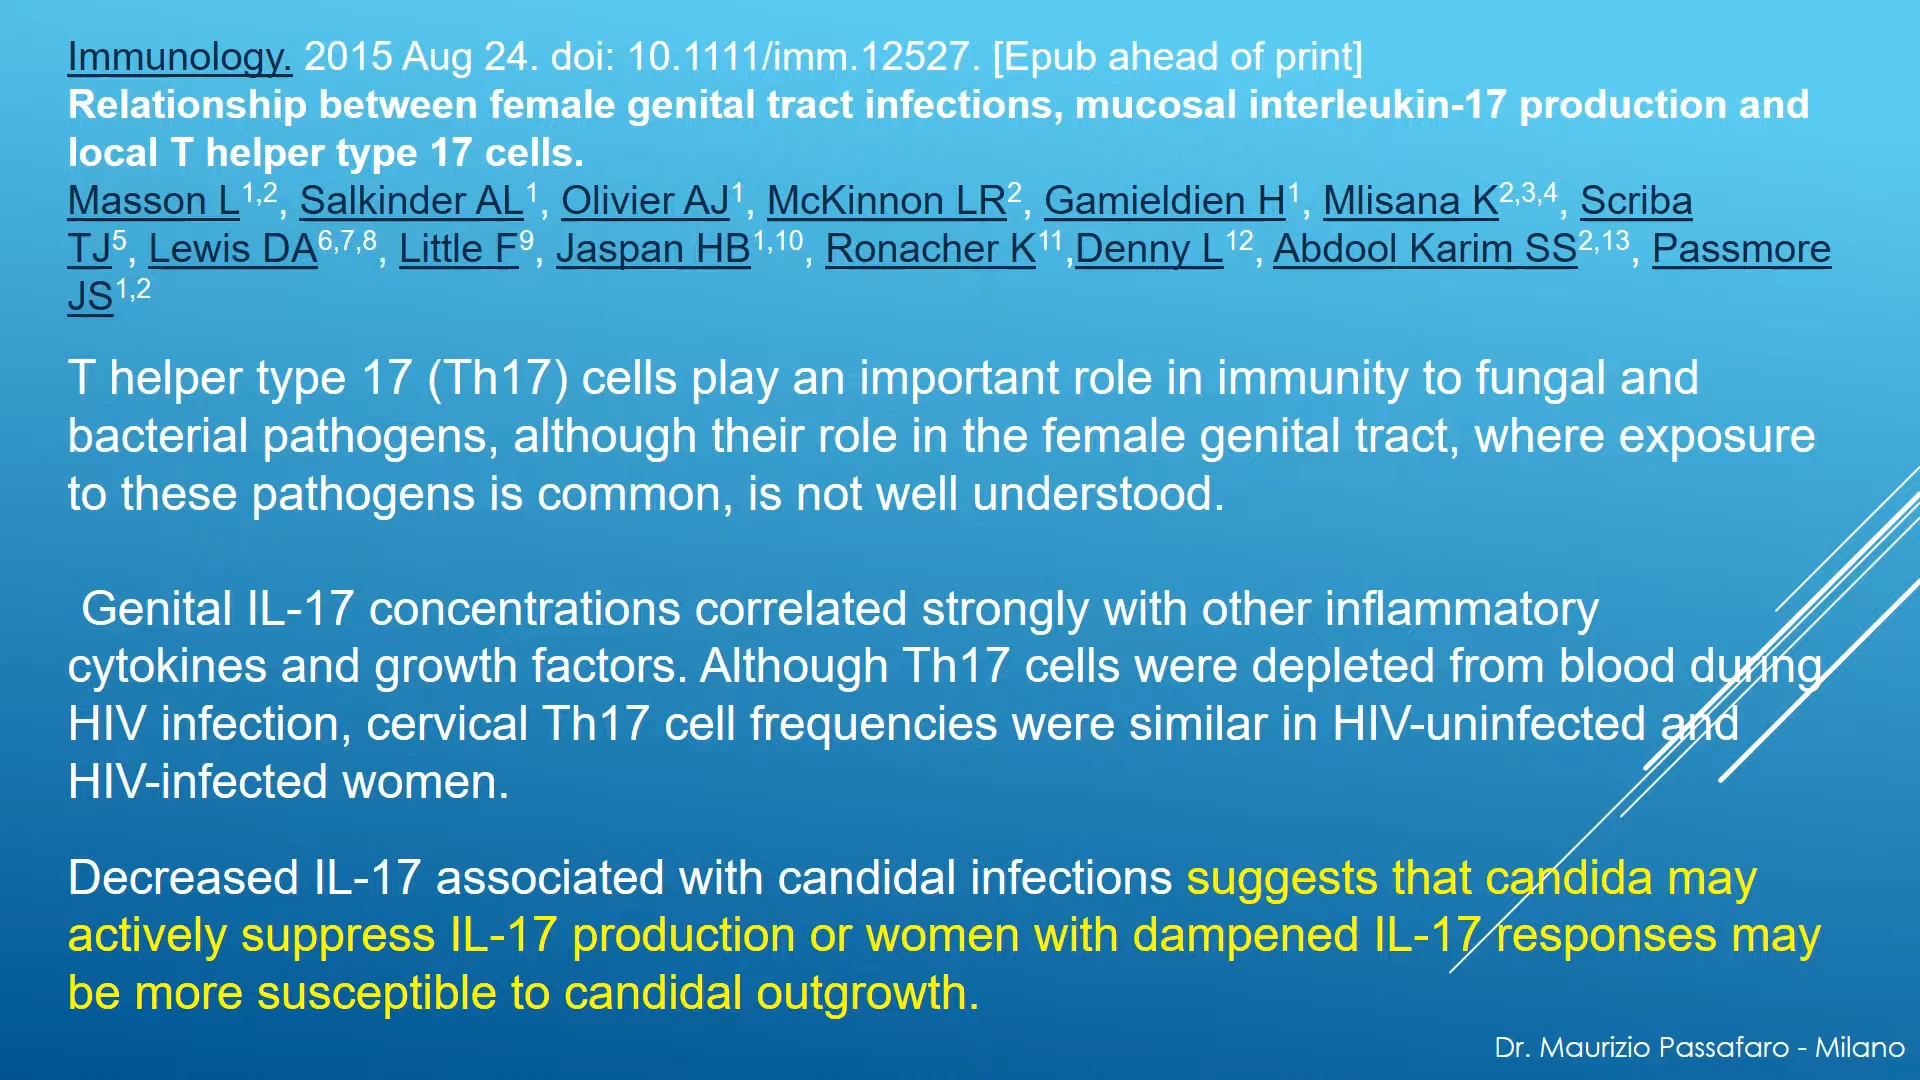 Immunology. 2015 Aug 24. doi: 10.1111/imm.12527. [Epub ahead of print]
Relationship between female genital tract infections, mucosal interleukin-17 production and
local T helper type 17 cells.
Masson L1,2, Salkinder AL1, Olivier AJ1, McKinnon LR2, Gamieldien H1, Mlisana K2,3,4, Scriba
TJ5, Lewis DA6,7,8, Little F9, Jaspan HB1,10, Ronacher K11,Denny L12, Abdool Karim SS2,13, Passmore
JS1,2
T helper type 17 (Th17) cells play an important role in immunity to fungal and
bacterial pathogens, although their role in the female genital tract, where exposure
to these pathogens is common, is not well understood.
Genital IL-17 concentrations correlated strongly with other inflammatory
cytokines and growth factors. Although Th17 cells were depleted from blood during
HIV infection, cervical Th17 cell frequencies were similar in HIV-uninfected and
HIV-infected women.
Decreased IL-17 associated with candidal infections suggests that candida may
actively suppress IL-17 production or women with dampened IL-17 responses may
be more susceptible to candidal outgrowth.
Dr. Maurizio Passafaro - Milano